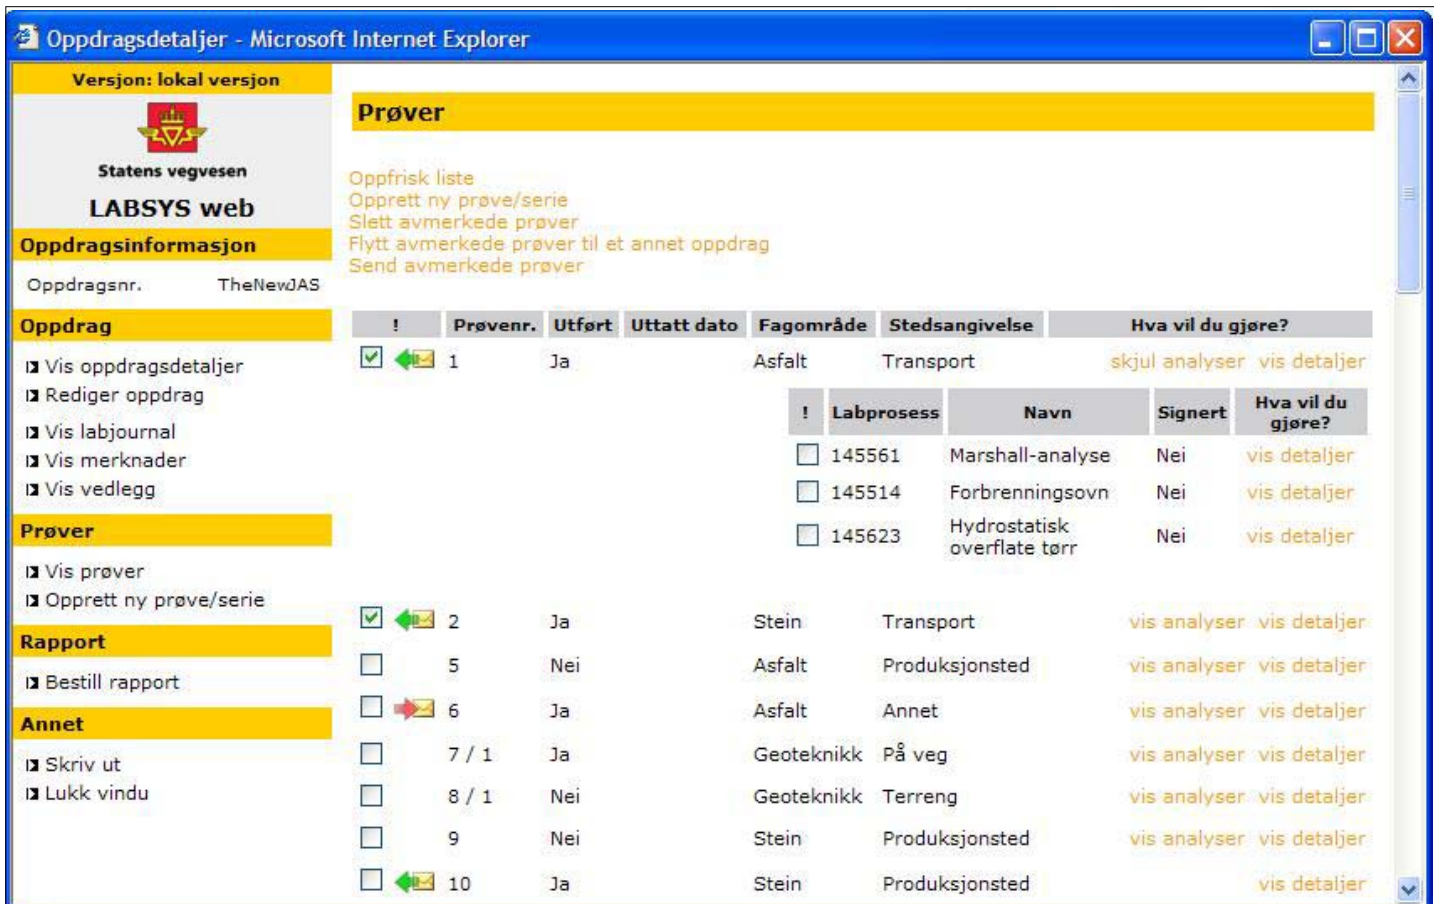 Oppdragsdetaljer - Microsoft Internet Explorer
Versjon: lokal versjon
Statens vegvesen
LABSYS web
Oppdragsinformasjon
Oppdragsnr. TheNewJAS
Oppdrag
Vis oppdragsdetaljer
Rediger oppdrag
Vis labjournal
Vis merknader
Vis vedlegg
Prøver
Vis prøver
Opprett ny prøve/serie
Rapport
Bestill rapport
Annet
Skriv ut
Lukk vindu
Prøver
Oppfrisk liste
Opprett ny prøve/serie
Slett avmerkede prøver
Flytt avmerkede prøver til et annet oppdrag
Send avmerkede prøver
! Prøvenr. Utført Uttatt dato Fagområde Stedsangivelse Hva vil du gjøre?
1 Ja Asfalt Transport skjul analyser vis detaljer
! Labprosess Navn Signert Hva vil du
gjøre?
145561 Marshall-analyse Nei vis detaljer
145514 Forbrenningsovn Nei vis detaljer
145623 Hydrostatisk
overflate tørr Nei vis detaljer
2 Ja Stein Transport vis analyser vis detaljer
5 Nei Asfalt Produksjonsted vis analyser vis detaljer
6 Ja Asfalt Annet vis analyser vis detaljer
7 / 1 Ja Geoteknikk På veg vis analyser vis detaljer
8 / 1 Nei Geoteknikk Terreng vis analyser vis detaljer
9 Nei Stein Produksjonsted vis analyser vis detaljer
10 Ja Stein Produksjonsted vis detaljer